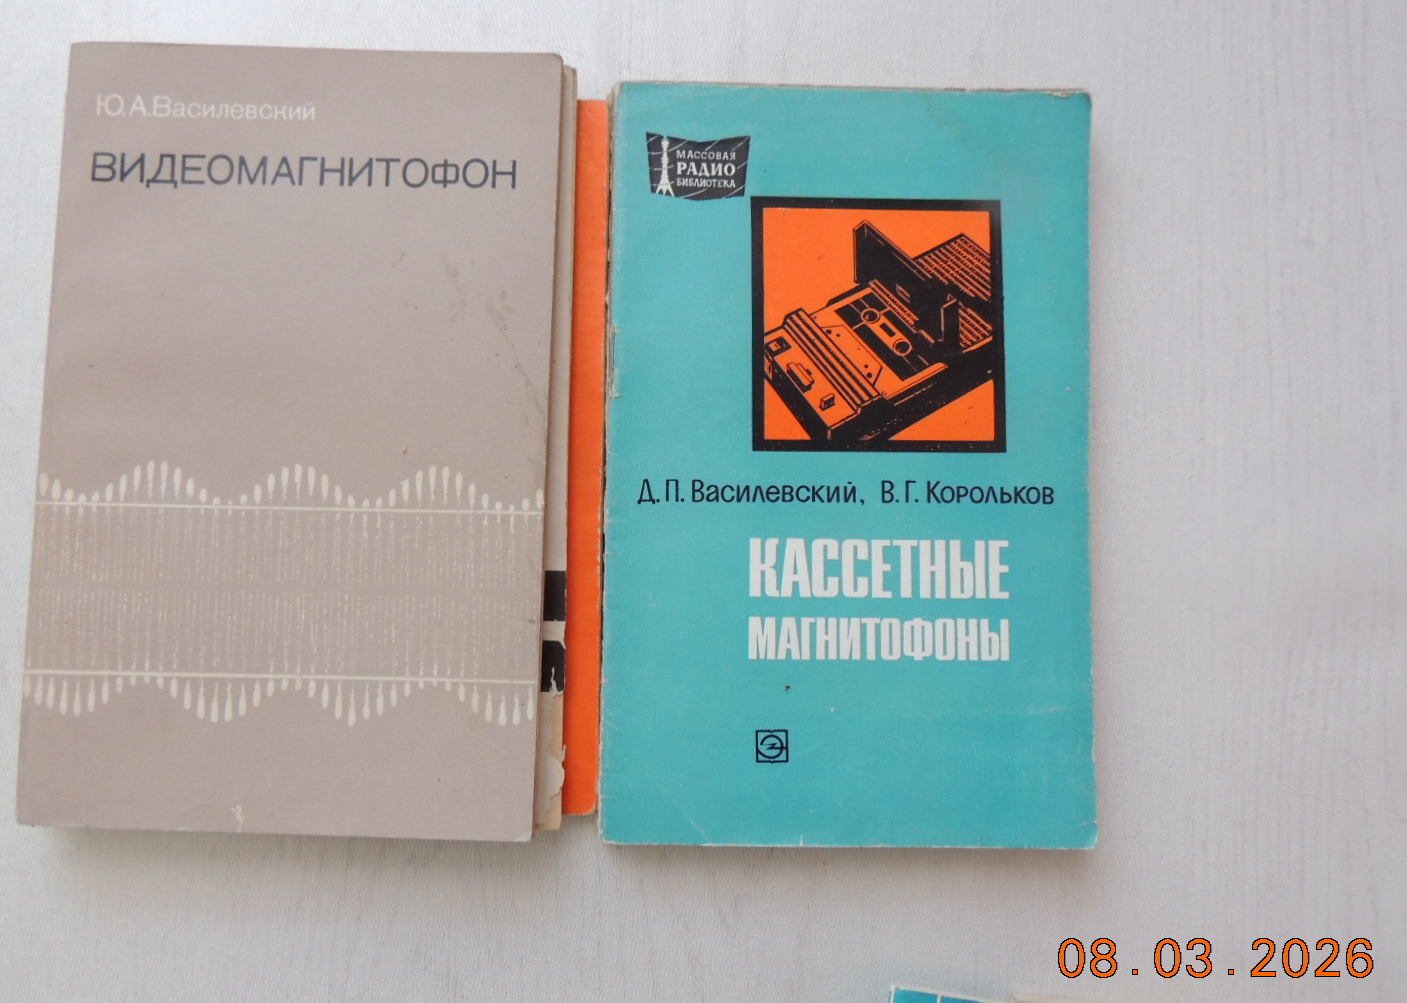 Ю.А.Василевский
ВИДЕОМАГНИТОФОН
МАССОВАЯ
РАДИО
БИБЛИОТЕКА
Д.П.Василевский, В.Г.Корольков
КАССЕТНЫЕ
МАГНИТОФОНЫ
08.03.2026